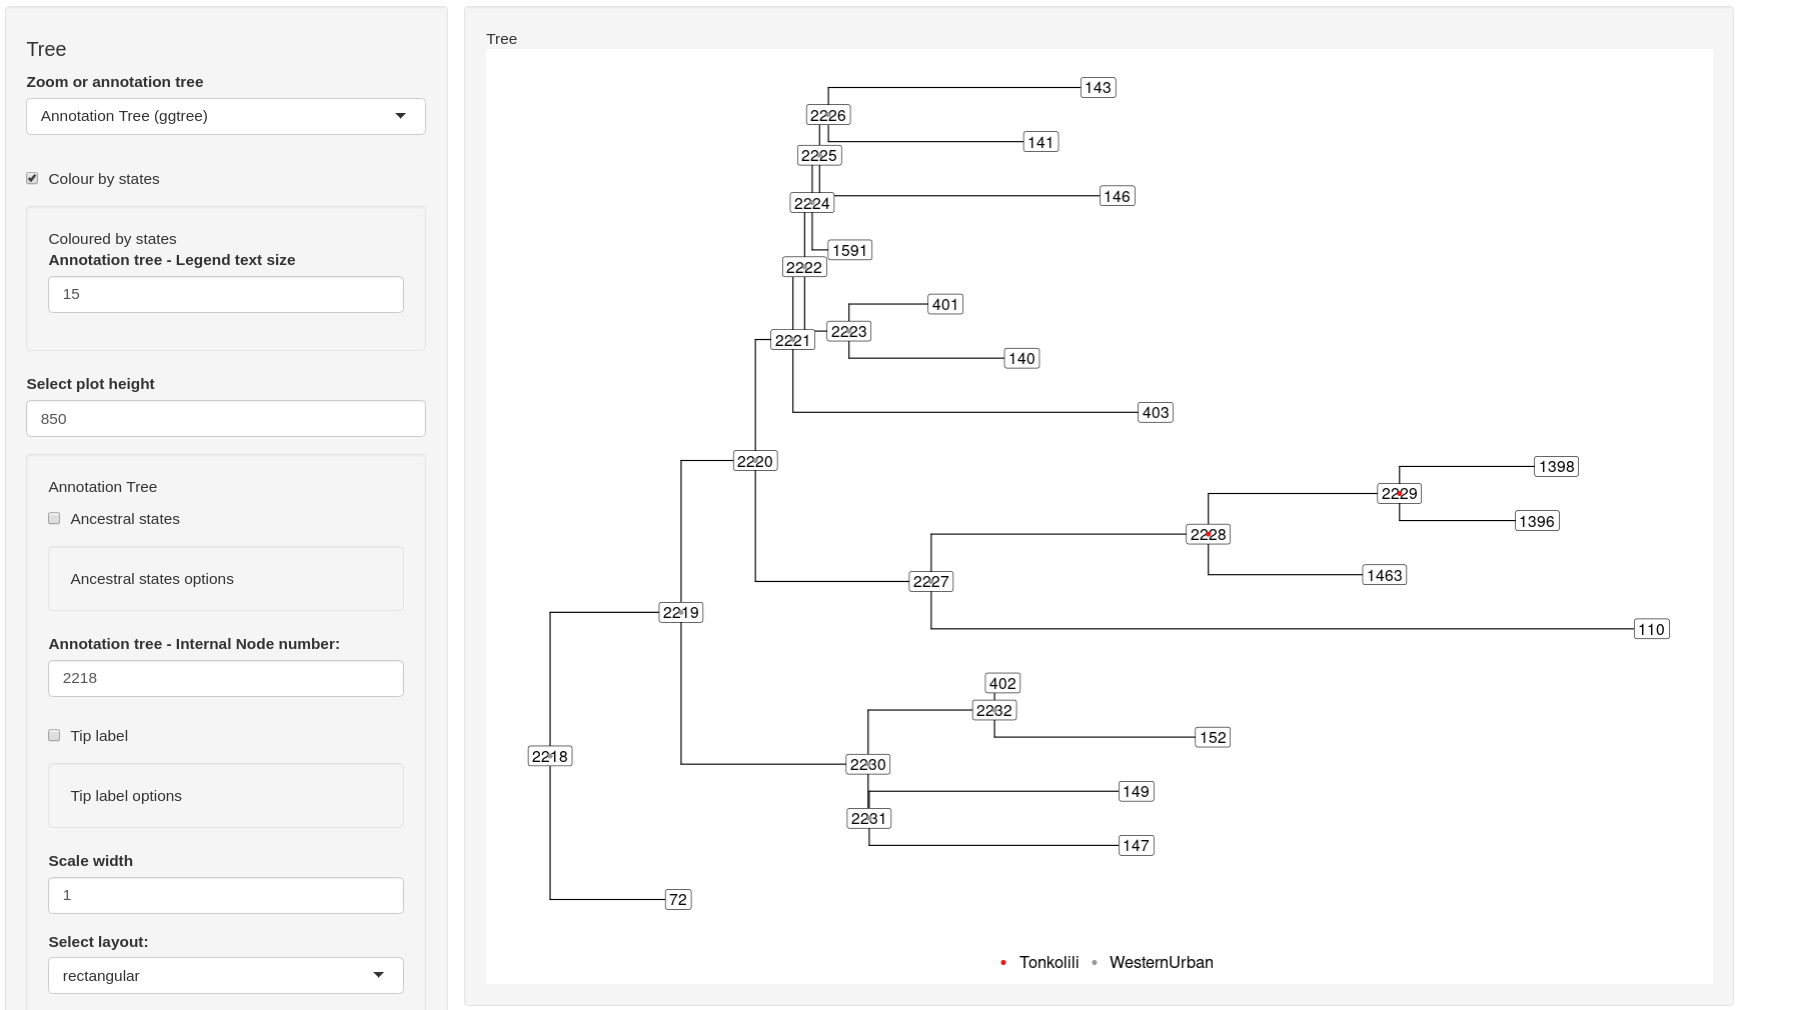 Tree
Zoom or annotation tree
Annotation Tree (ggtree)
Colour by states
Coloured by states
Annotation tree - Legend text size
15
Select plot height
850
Annotation Tree
Ancestral states
Ancestral states options
Annotation tree - Internal Node number:
2218
Tip label
Tip label options
Scale width
1
Select layout:
rectangular
Tree
143
2226
141
2225
146
2224
1591
2222
401
2223
2221
140
403
2220
1398
2229
1396
2228
1463
2227
2219
110
402
2232
152
2218
2230
149
2231
147
72
Tonkolili WesternUrban